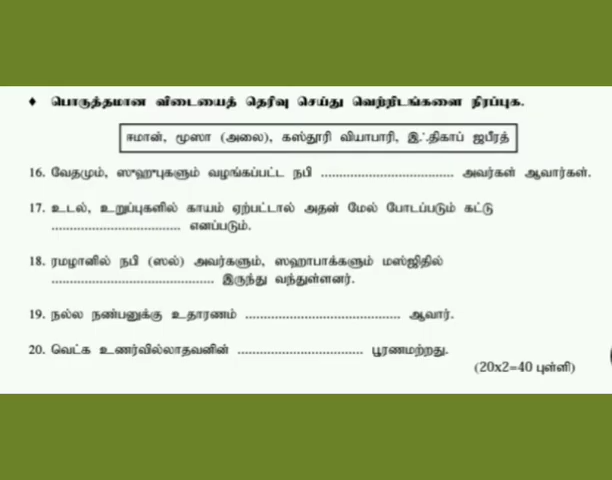 ♦ பொருத்தமான விடையைத் தெரிவு செய்து வெற்றிடங்களை நிரப்புக.
ஈமான், மூஸா (அலை), கஸ்தூரி வியாபாரி, இஃதிகாப் ஜபீரத்
16. வேதமும், ஸுஹுபுகளும் வழங்கப்பட்ட நபி .................................. அவர்கள் ஆவார்கள்.
17. உடல், உறுப்புகளில் காயம் ஏற்பட்டால் அதன் மேல் போடப்படும் கட்டு
.................................. எனப்படும்.
18. ரமழானில் நபி (ஸல்) அவர்களும், ஸஹாபாக்களும் மஸ்ஜிதில்
.......................................... இருந்து வந்துள்ளனர்.
19. நல்ல நண்பனுக்கு உதாரணம் ........................................ ஆவார்.
20. வெட்க உணர்வில்லாதவனின் ................................. பூரணமற்றது.
(20x2=40 புள்ளி)